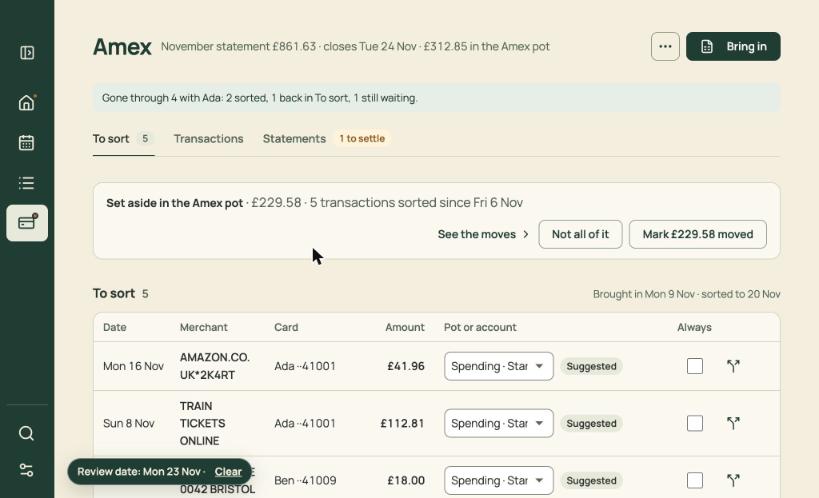 Amex November statement £861.63 · closes Tue 24 Nov · £312.85 in the Amex pot ··· Bring in
Gone through 4 with Ada: 2 sorted, 1 back in To sort, 1 still waiting.
To sort 5 Transactions Statements 1 to settle
Set aside in the Amex pot · £229.58 · 5 transactions sorted since Fri 6 Nov
See the moves Not all of it Mark £229.58 moved
To sort 5 Brought in Mon 9 Nov · sorted to 20 Nov
Date Merchant Card Amount Pot or account Always
Mon 16 Nov AMAZON.CO. Ada ··41001 £41.96 Spending · Star Suggested
UK*2K4RT
Sun 8 Nov TRAIN Ada ··41001 £112.81 Spending · Star Suggested
TICKETS
ONLINE
Ben ··41009 £18.00 Spending · Star Suggested
0042 BRISTOL
Review date: Mon 23 Nov · Clear